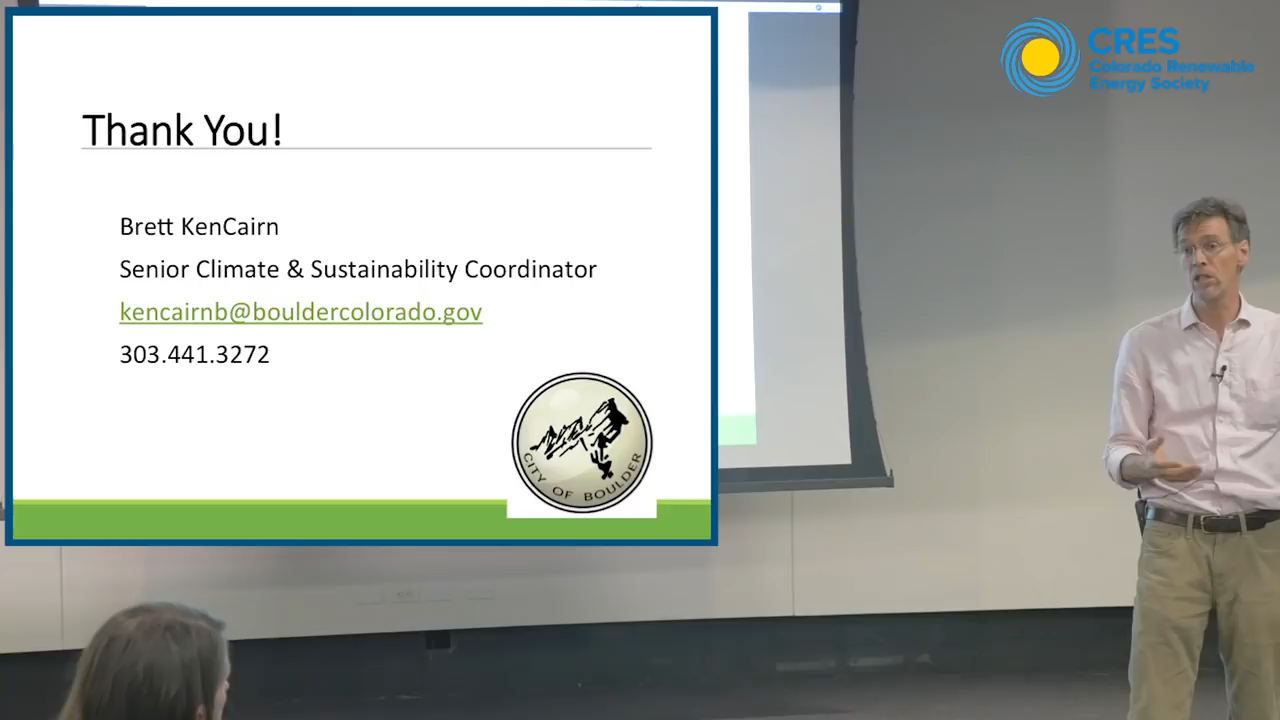 Thank You!
Brett KenCairn
Senior Climate & Sustainability Coordinator
kencairnb@bouldercolorado.gov
303.441.3272
CITY OF BOULDER
CRES
Colorado Renewable
Energy Society